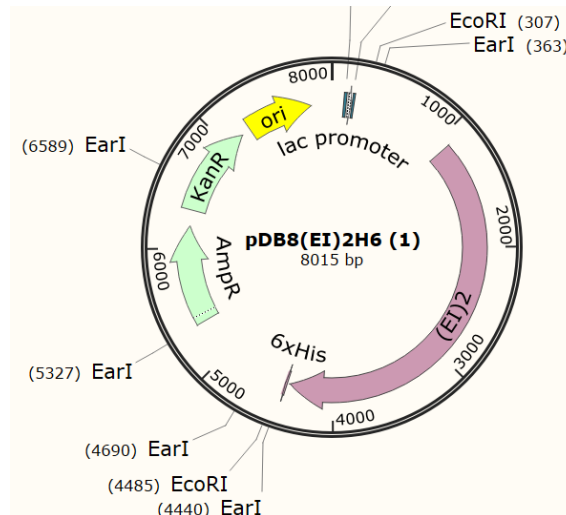 EcoRI (307)
EarI (363)
8000
1000
ori
lac promoter
7000
(6589) EarI
KanR
2000
pDB8(EI)2H6 (1)
8015 bp
6000
AmpR
(EI)2
6xHis
3000
(5327) EarI
5000
4000
(4690) EarI
(4485) EcoRI
(4440) EarI